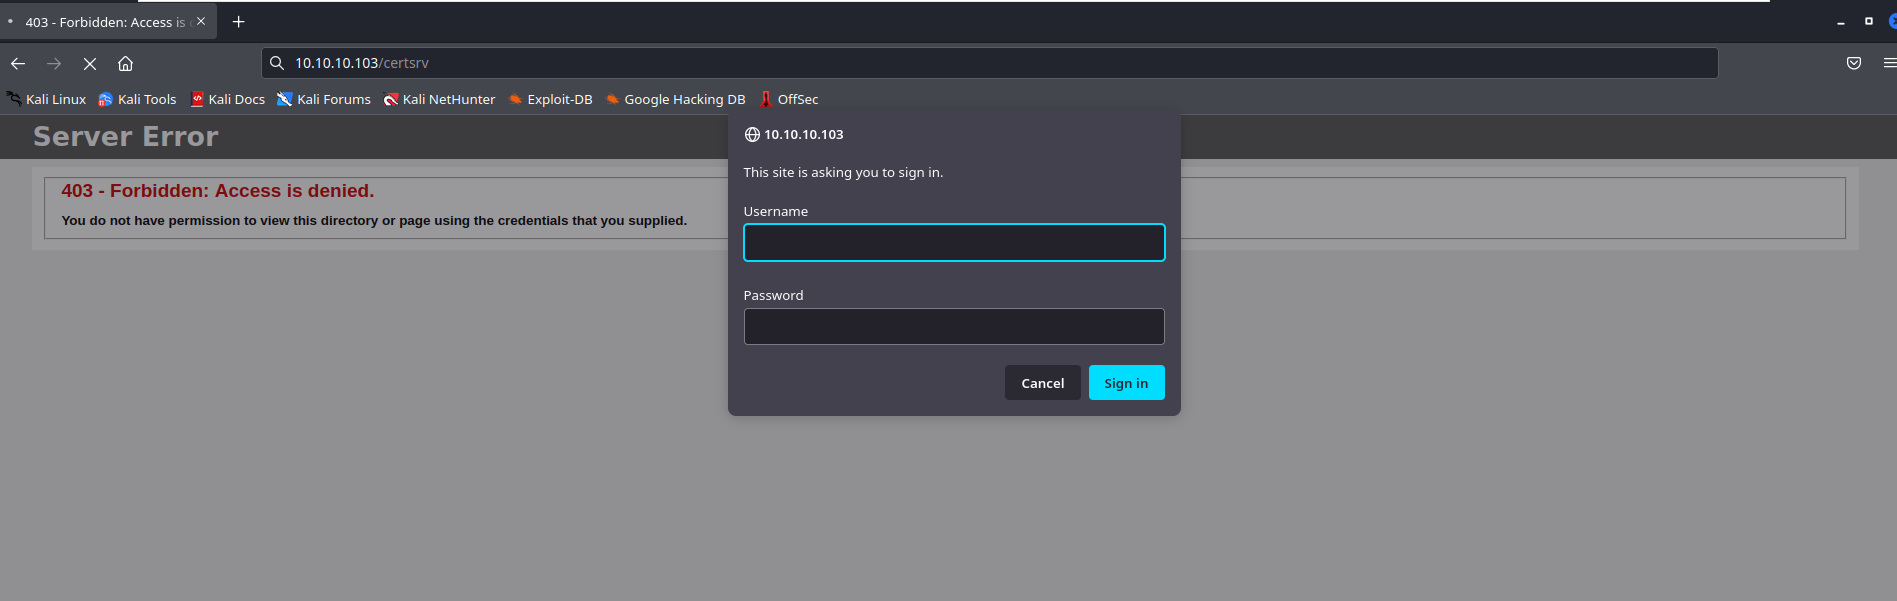 403 - Forbidden: Access is
10.10.10.103/certsrv
Kali Linux Kali Tools Kali Docs Kali Forums Kali NetHunter Exploit-DB Google Hacking DB OffSec
Server Error
403 - Forbidden: Access is denied.
You do not have permission to view this directory or page using the credentials that you supplied.
10.10.10.103
This site is asking you to sign in.
Username
Password
Cancel Sign in